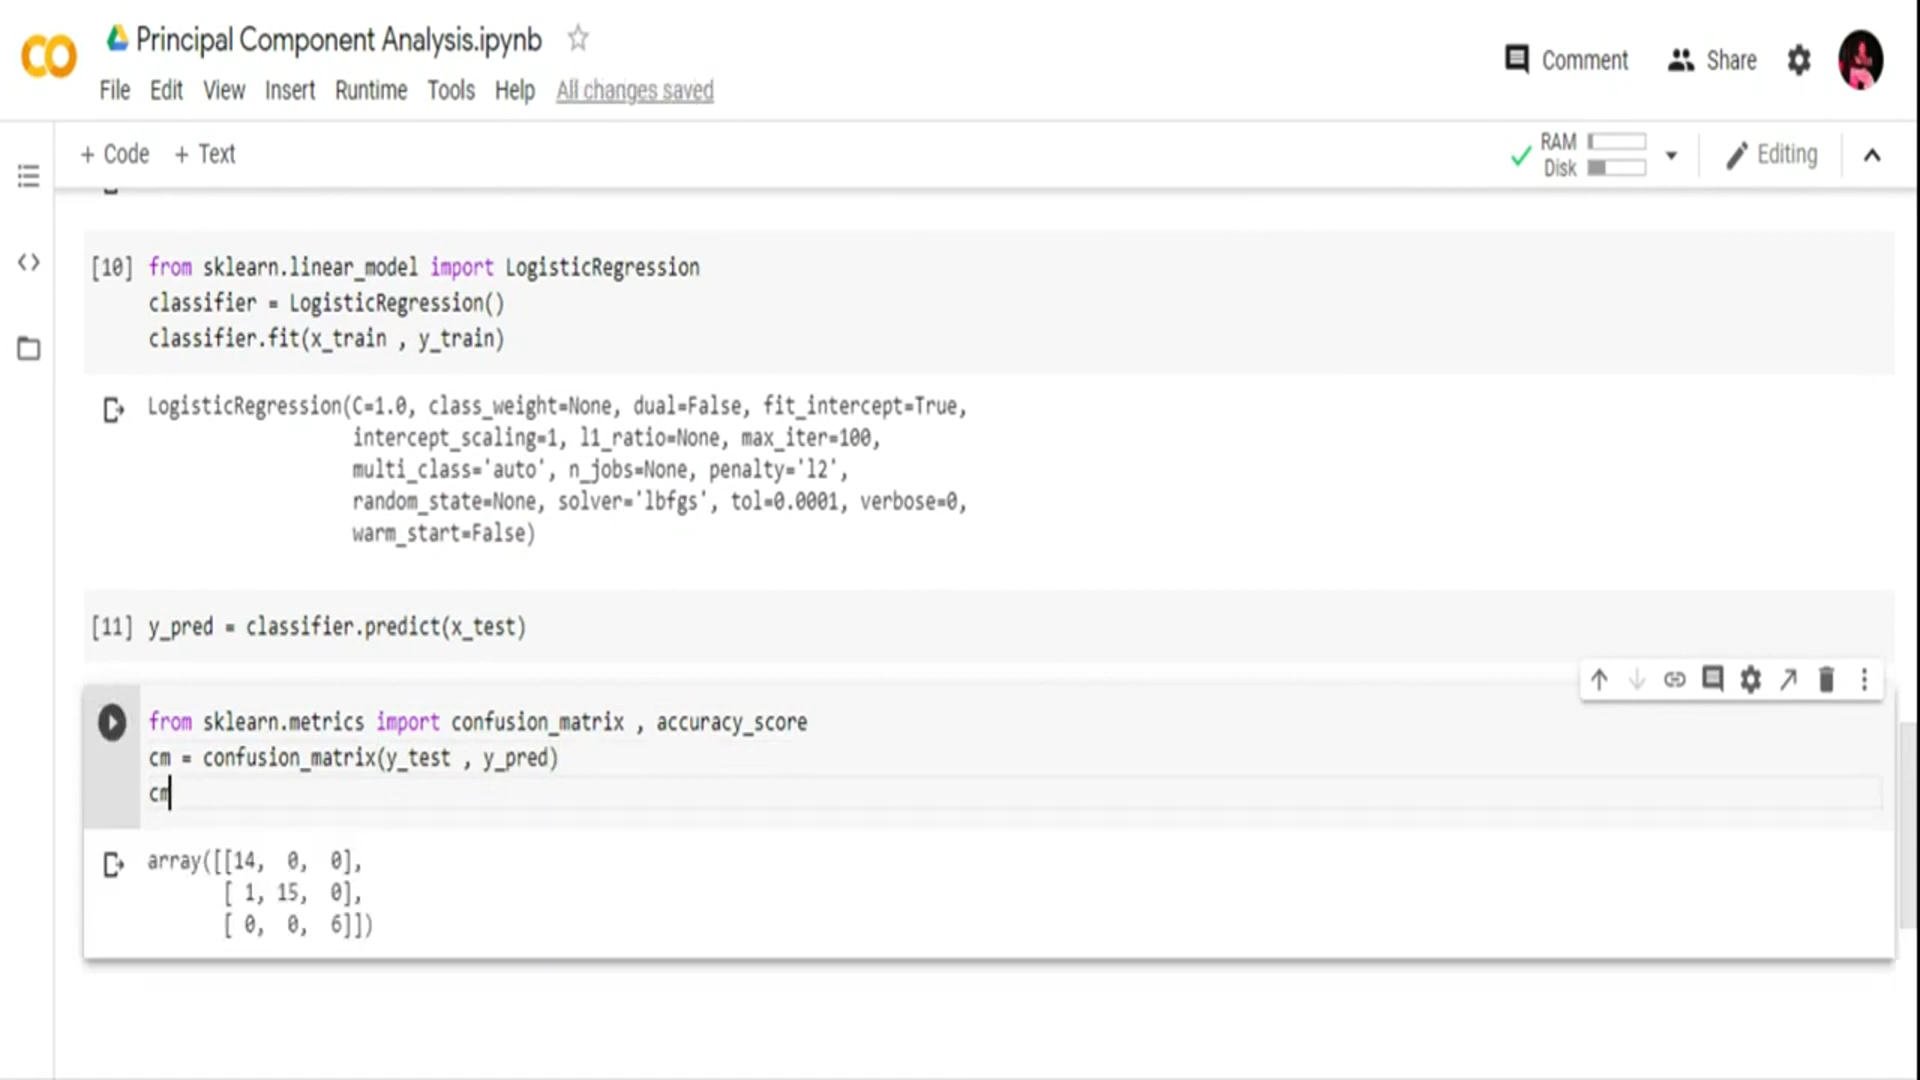 Principal Component Analysis.ipynb
File Edit View Insert Runtime Tools Help All changes saved
Comment Share
+ Code + Text
RAM
Disk
Editing
[10] from sklearn.linear_model import LogisticRegression
classifier = LogisticRegression()
classifier.fit(x_train , y_train)
LogisticRegression(C=1.0, class_weight=None, dual=False, fit_intercept=True,
intercept_scaling=1, l1_ratio=None, max_iter=100,
multi_class='auto', n_jobs=None, penalty='l2',
random_state=None, solver='lbfgs', tol=0.0001, verbose=0,
warm_start=False)
[11] y_pred = classifier.predict(x_test)
from sklearn.metrics import confusion_matrix , accuracy_score
cm = confusion_matrix(y_test , y_pred)
cm
array([[14, 0, 0],
[ 1, 15, 0],
[ 0, 0, 6]])